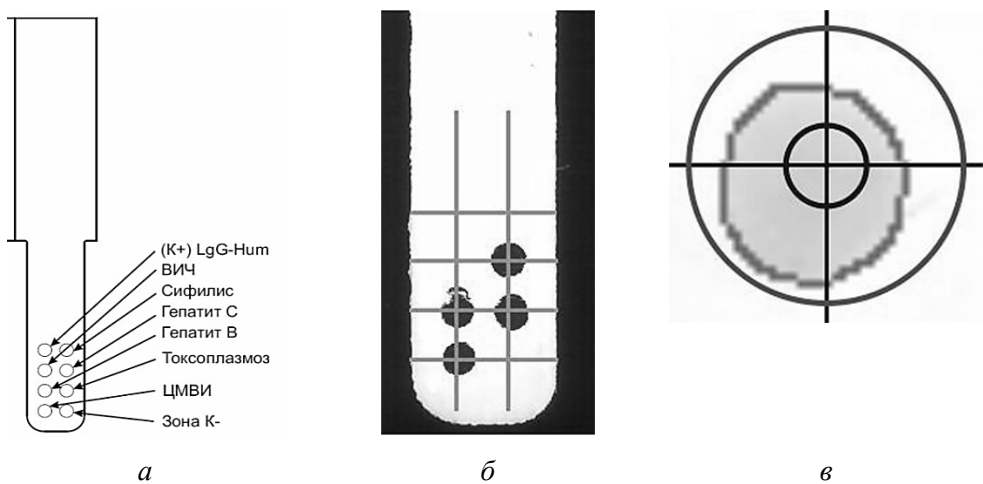 (К+) LgG-Hum
ВИЧ
Сифилис
Гепатит С
Гепатит В
Токсоплазмоз
ЦМВИ
Зона К-
а
б
в